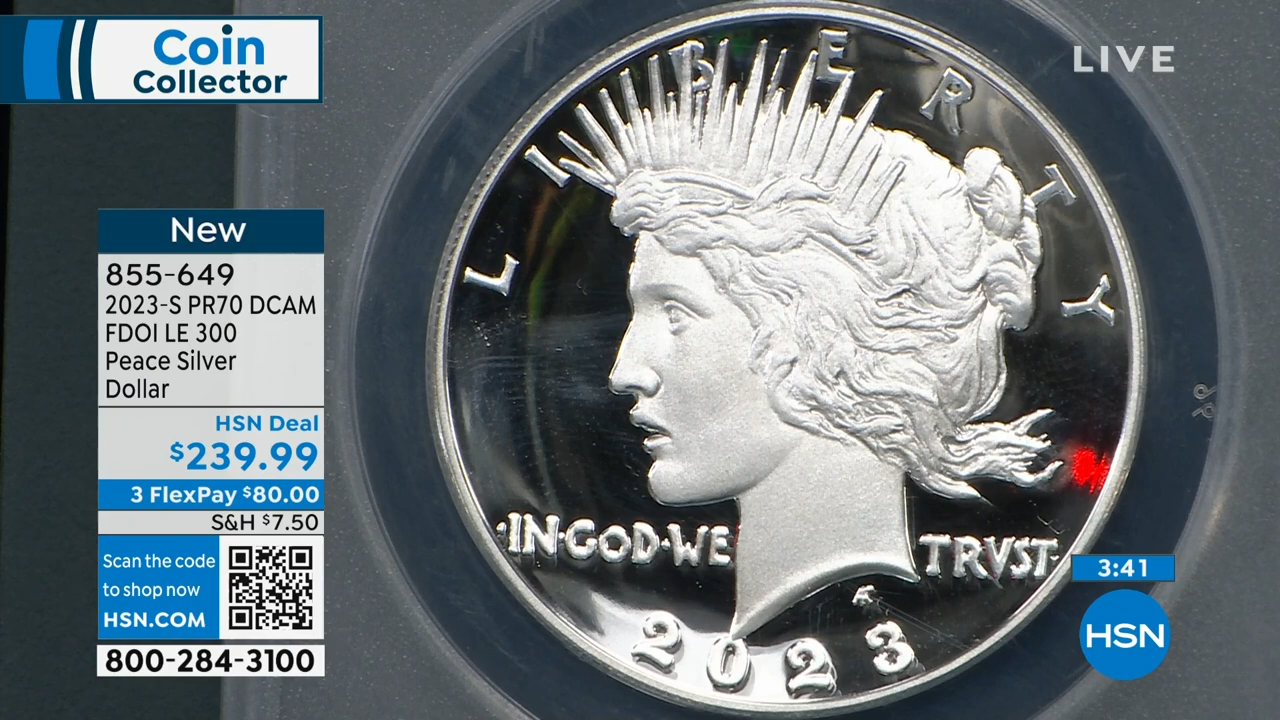 Coin
Collector
LIVE
New
855-649
2023-S PR70 DCAM
FDOI LE 300
Peace Silver
Dollar
HSN Deal
$239.99
3 FlexPay $80.00
S&H $7.50
Scan the code
to shop now
HSN.COM
800-284-3100
LIBERTY
IN·GOD·WE TRVST·
2023
3:41
HSN